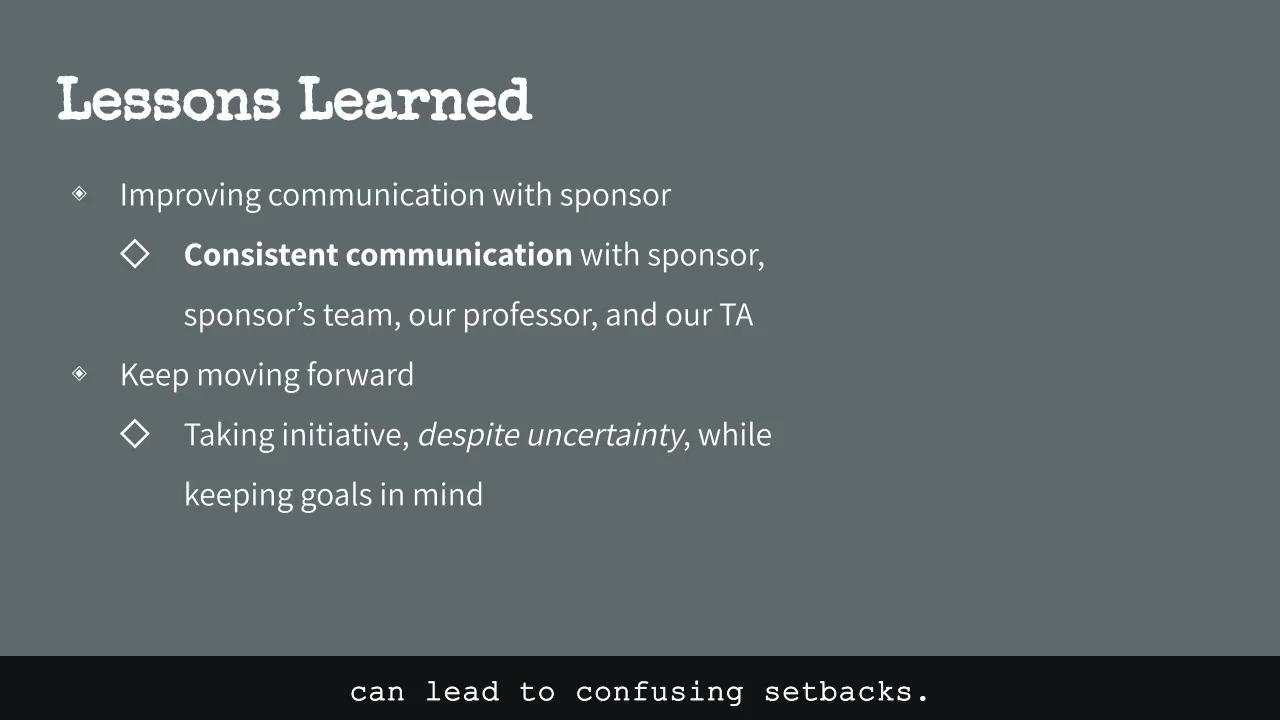 Lessons Learned
Improving communication with sponsor
Consistent communication with sponsor,
sponsor’s team, our professor, and our TA
Keep moving forward
Taking initiative, despite uncertainty, while
keeping goals in mind
can lead to confusing setbacks.